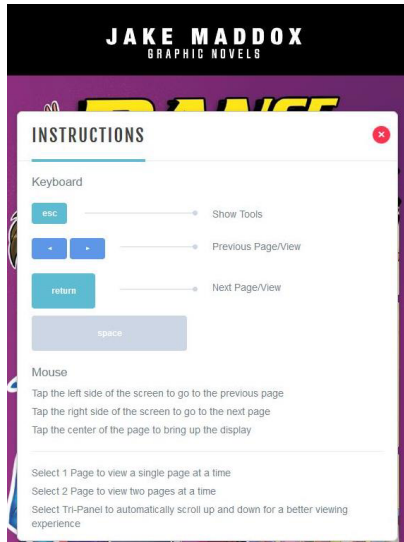 JAKE MADDOX
GRAPHIC NOVELS
INSTRUCTIONS
Keyboard
esc
Show Tools
Previous Page/View
return
Next Page/View
space
Mouse
Tap the left side of the screen to go to the previous page
Tap the right side of the screen to go to the next page
Tap the center of the page to bring up the display
Select 1 Page to view a single page at a time
Select 2 Page to view two pages at a time
Select Tri-Panel to automatically scroll up and down for a better viewing
experience